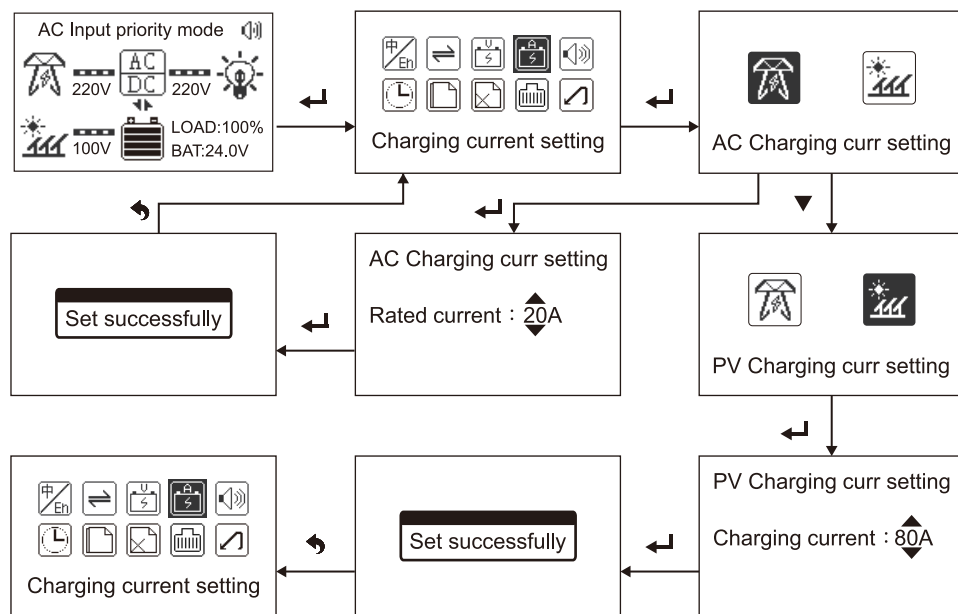 AC Input priority mode
AC
DC
220V
220V
100V
LOAD:100%
BAT:24.0V
中/En
V
A
Charging current setting
AC Charging curr setting
Set successfully
AC Charging curr setting
Rated current：20A
PV Charging curr setting
中/En
V
A
Charging current setting
Set successfully
PV Charging curr setting
Charging current：80A